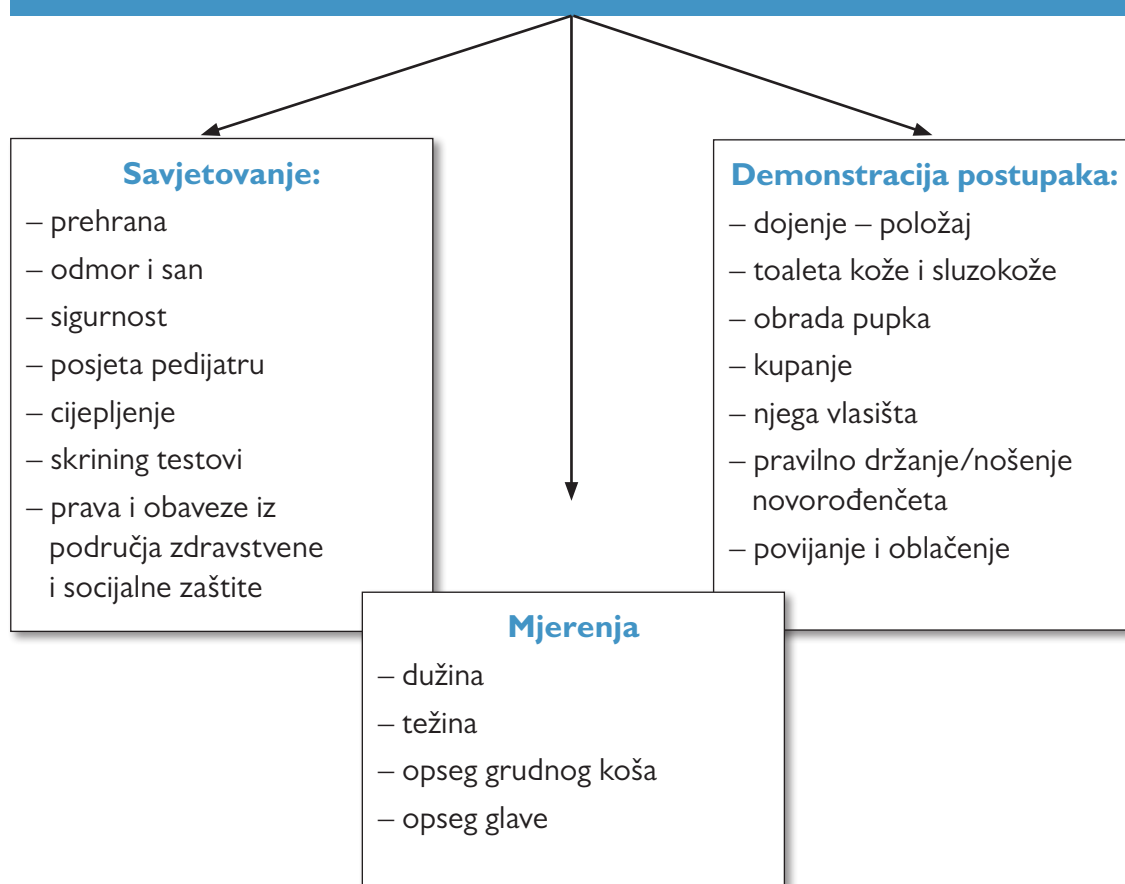 Savjetovanje:
– prehrana
– odmor i san
– sigurnost
– posjeta pedijatru
– cijepljenje
– skrining testovi
– prava i obaveze iz
područja zdravstvene
i socijalne zaštite
Demonstracija postupaka:
– dojenje – položaj
– toaleta kože i sluzokože
– obrada pupka
– kupanje
– njega vlasišta
– pravilno držanje/nošenje
novorođenčeta
– povijanje i oblačenje
Mjerenja
– dužina
– težina
– opseg grudnog koša
– opseg glave